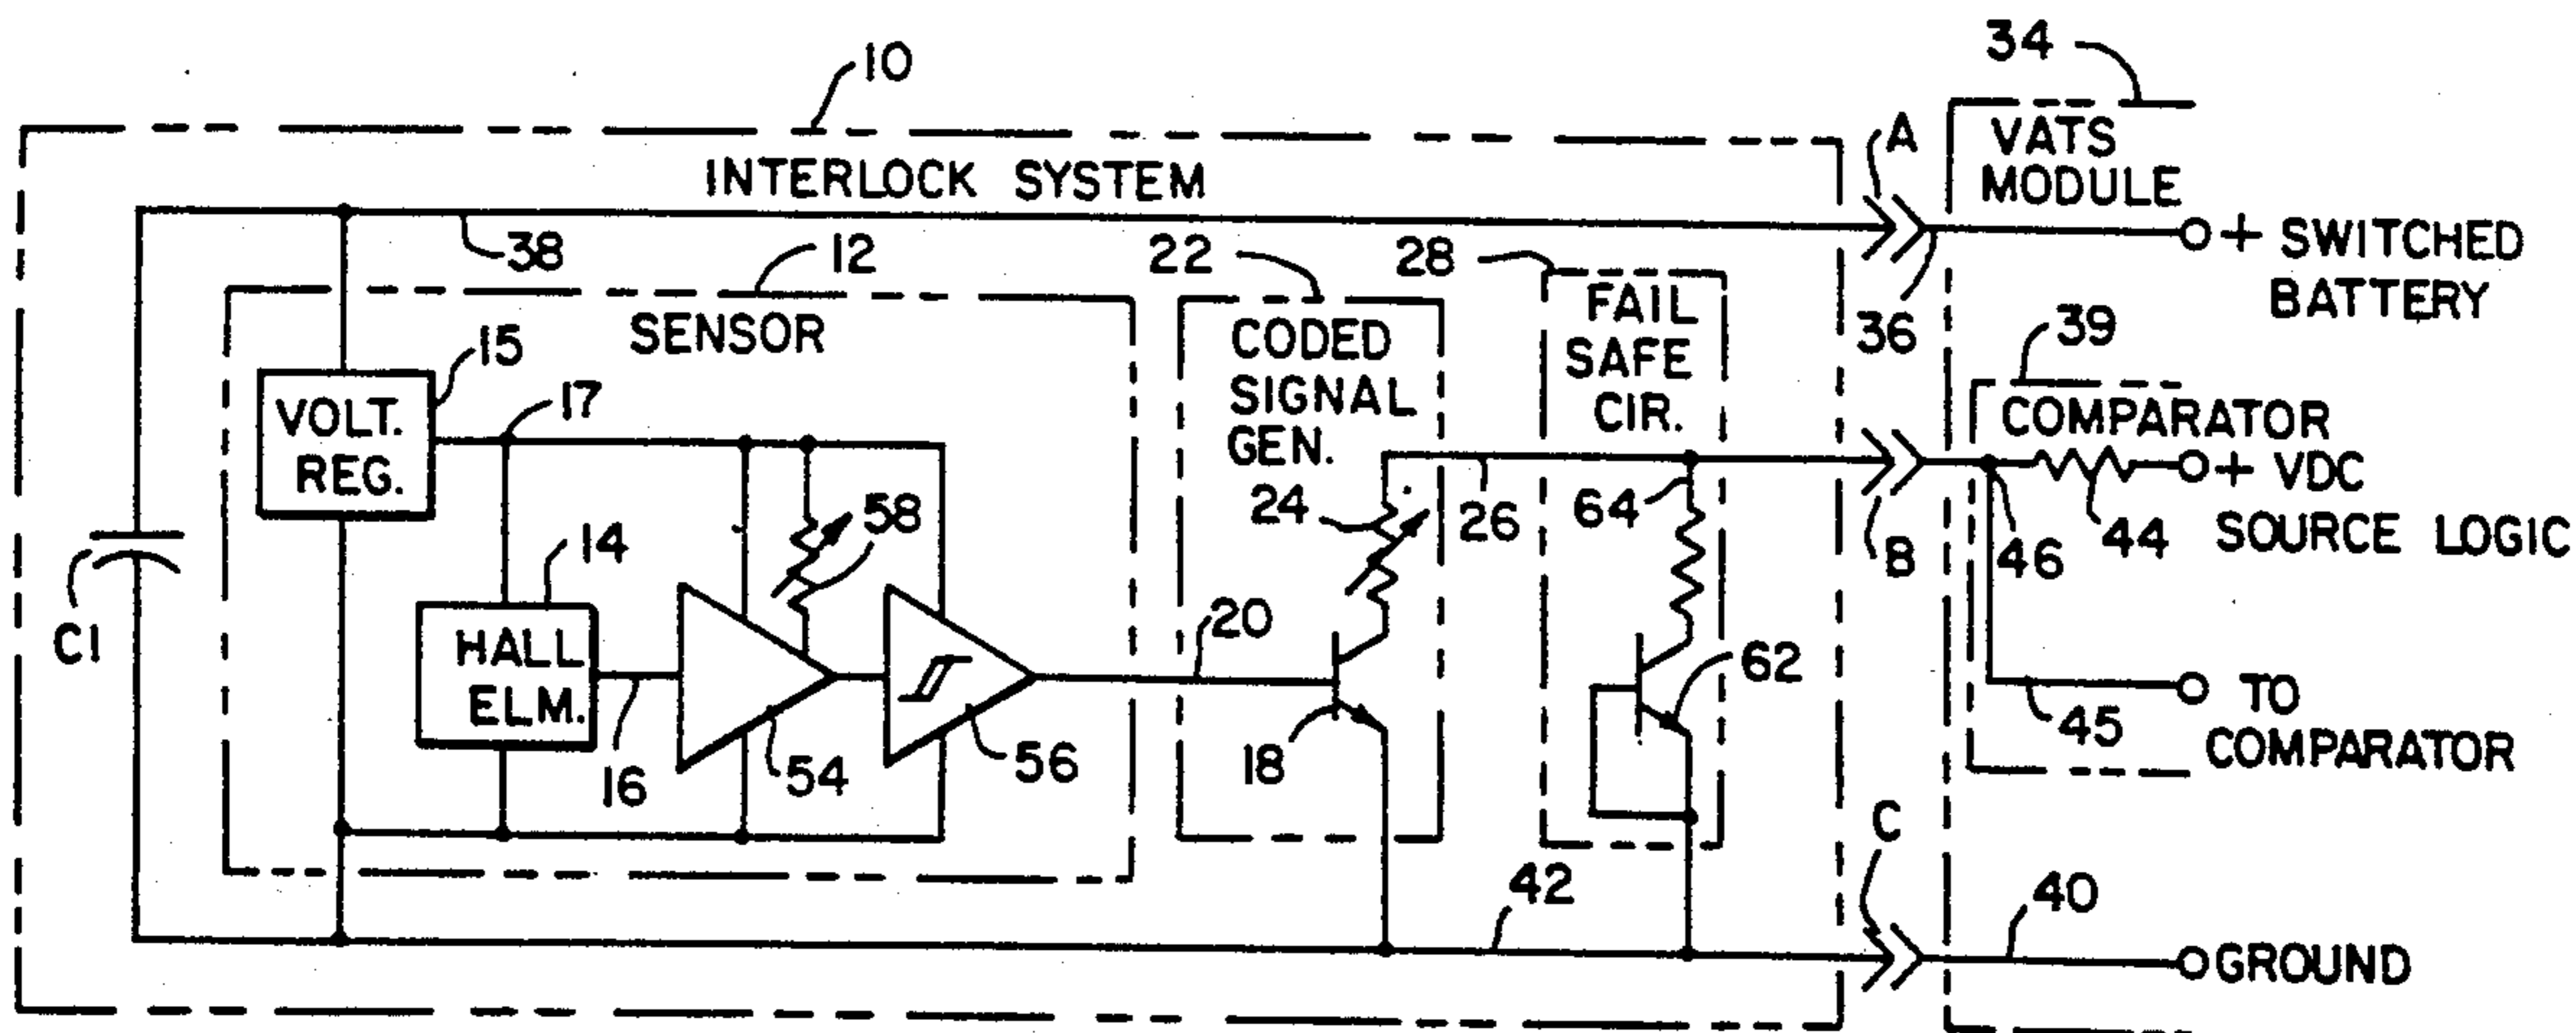 10
34
A
VATS
MODULE
INTERLOCK SYSTEM
38
12
22
28
36
+ SWITCHED
BATTERY
SENSOR
15
17
VOLT.
REG.
CODED
SIGNAL
GEN.
FAIL
SAFE
CIR.
39
COMPARATOR
+ VDC
SOURCE LOGIC
58
24
26
64
B
46
44
14
C1
HALL
ELM.
16
54
56
20
18
62
45
TO
COMPARATOR
42
C
40
GROUND